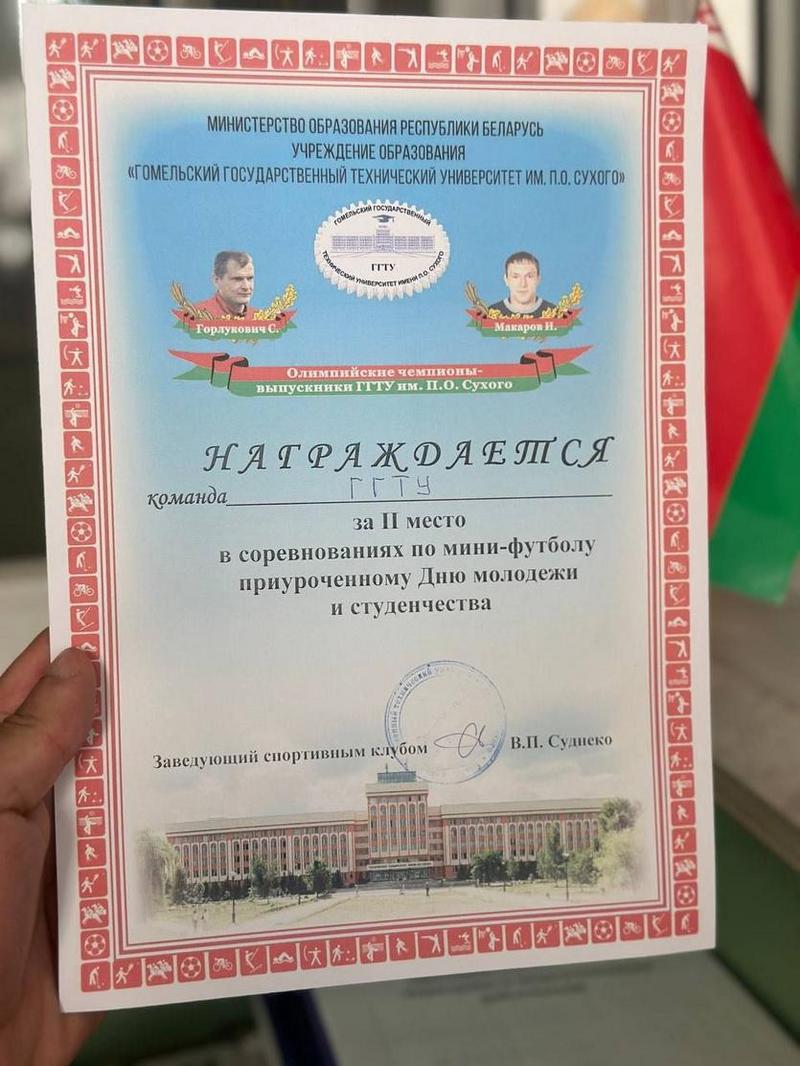 МИНИСТЕРСТВО ОБРАЗОВАНИЯ РЕСПУБЛИКИ БЕЛАРУСЬ
УЧРЕЖДЕНИЕ ОБРАЗОВАНИЯ
«ГОМЕЛЬСКИЙ ГОСУДАРСТВЕННЫЙ ТЕХНИЧЕСКИЙ УНИВЕРСИТЕТ ИМ. П.О. СУХОГО»
ГОМЕЛЬСКИЙ ГОСУДАРСТВЕННЫЙ
ГГТУ
ТЕХНИЧЕСКИЙ УНИВЕРСИТЕТ ИМЕНИ П.О. СУХОГО
Горлукович С.
Макаров И.
Олимпийские чемпионы-
выпускники ГГТУ им. П.О. Сухого
НАГРАЖДАЕТСЯ
команда ГГТУ
за II место
в соревнованиях по мини-футболу
приуроченному Дню молодежи
и студенчества
Заведующий спортивным клубом В.П. Суднеко